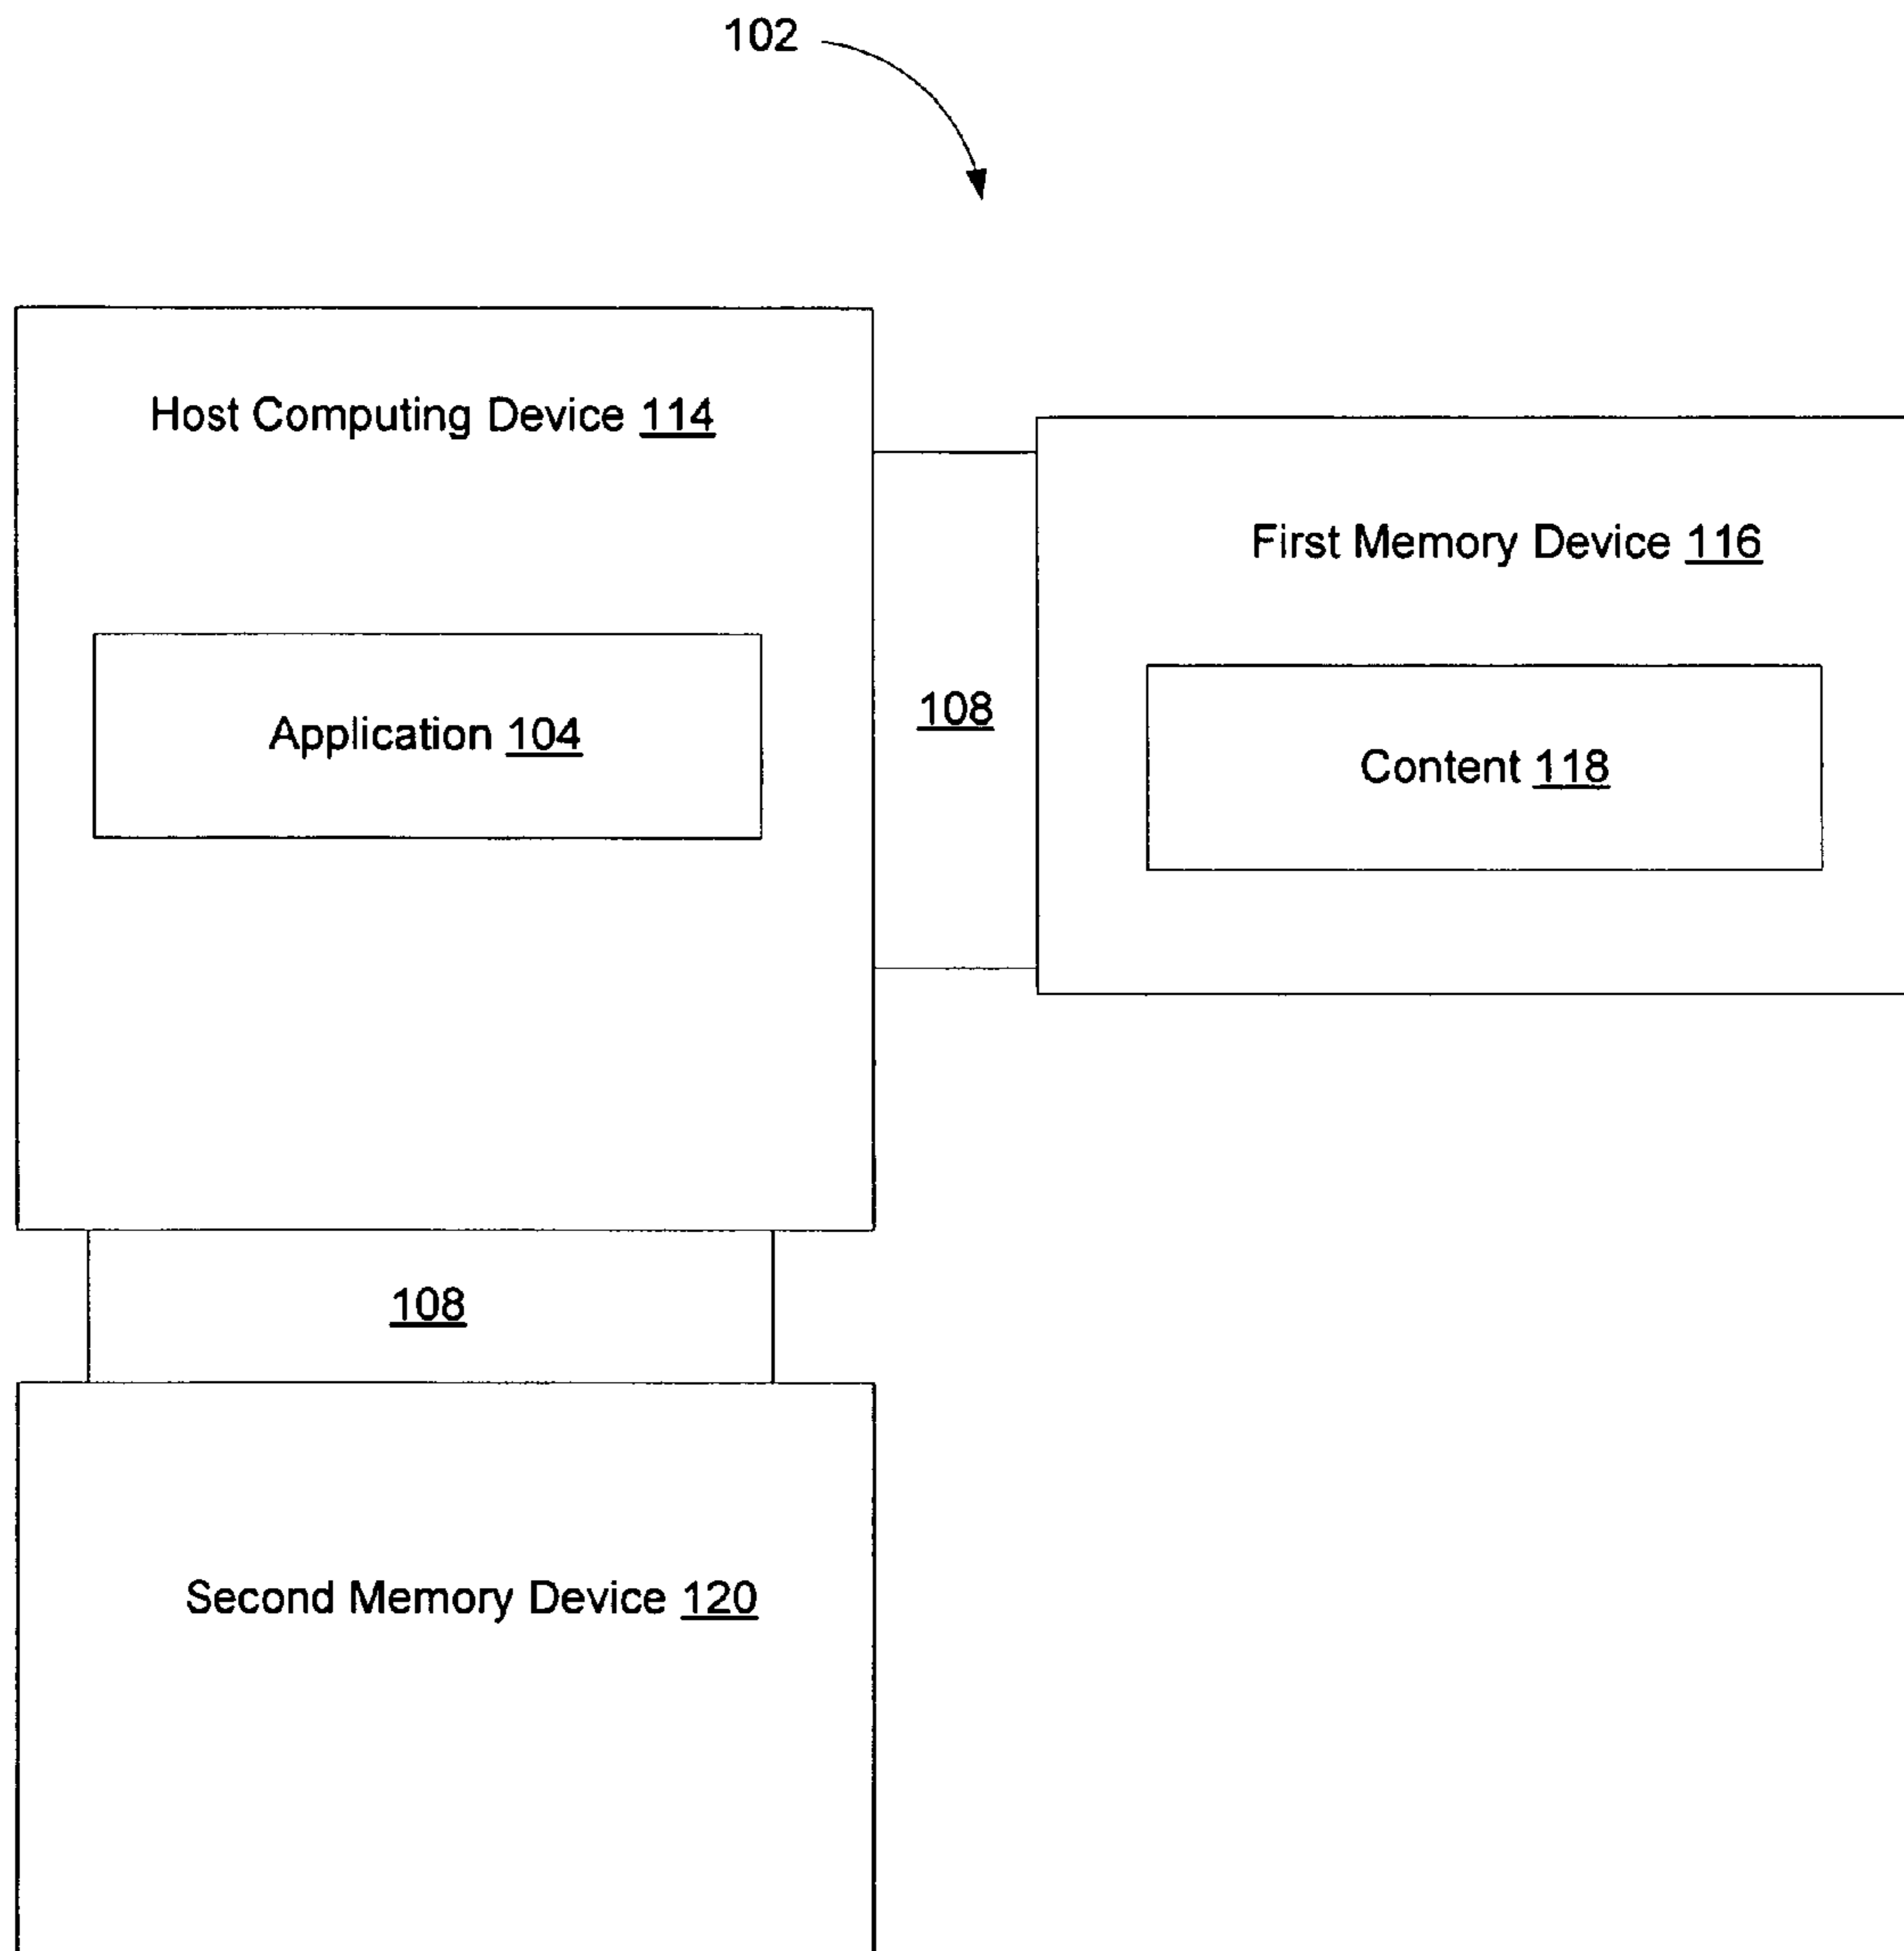 102
Host Computing Device 114
First Memory Device 116
Application 104
108
Content 118
108
Second Memory Device 120